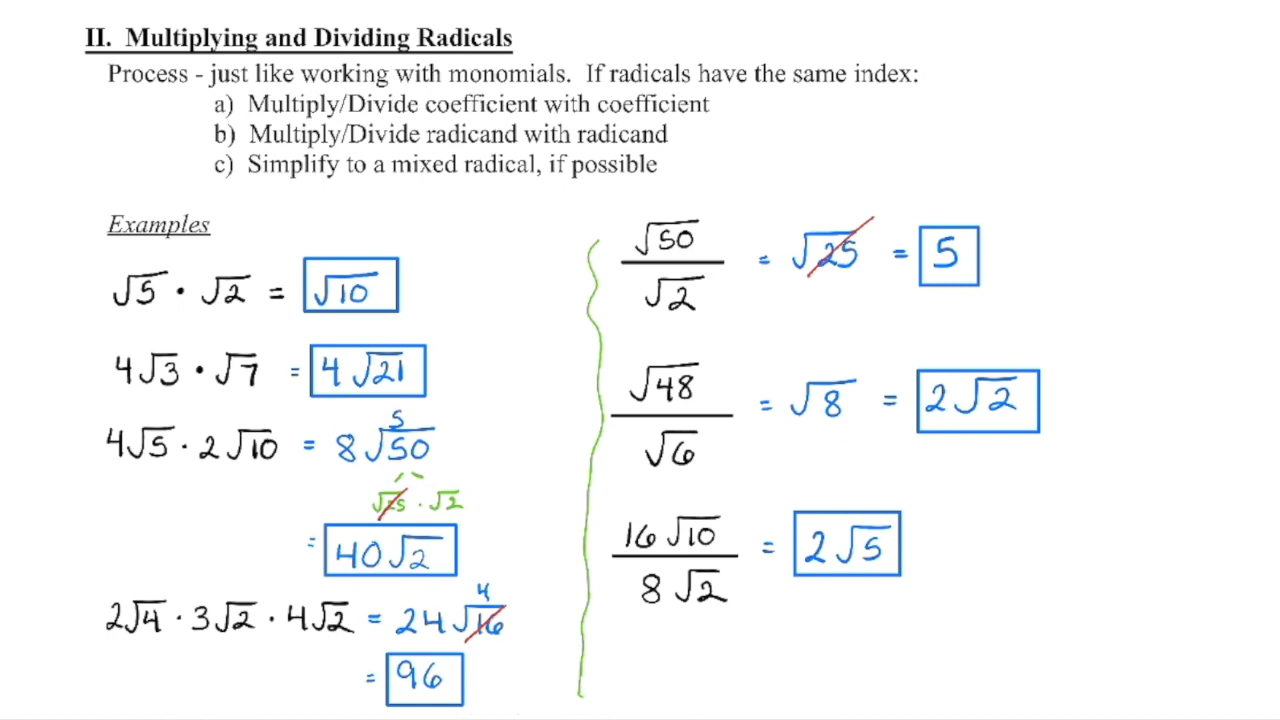 II. Multiplying and Dividing Radicals
Process - just like working with monomials. If radicals have the same index:
a) Multiply/Divide coefficient with coefficient
b) Multiply/Divide radicand with radicand
c) Simplify to a mixed radical, if possible
Examples
√5 · √2 = √10
4√3 · √7 = 4√21
5
4√5 · 2√10 = 8√50
√25 · √2
= 40√2
4
2√4 · 3√2 · 4√2 = 24√16
= 96
√50
= √25 = 5
√2
√48
= √8 = 2√2
√6
16√10
= 2√5
8√2